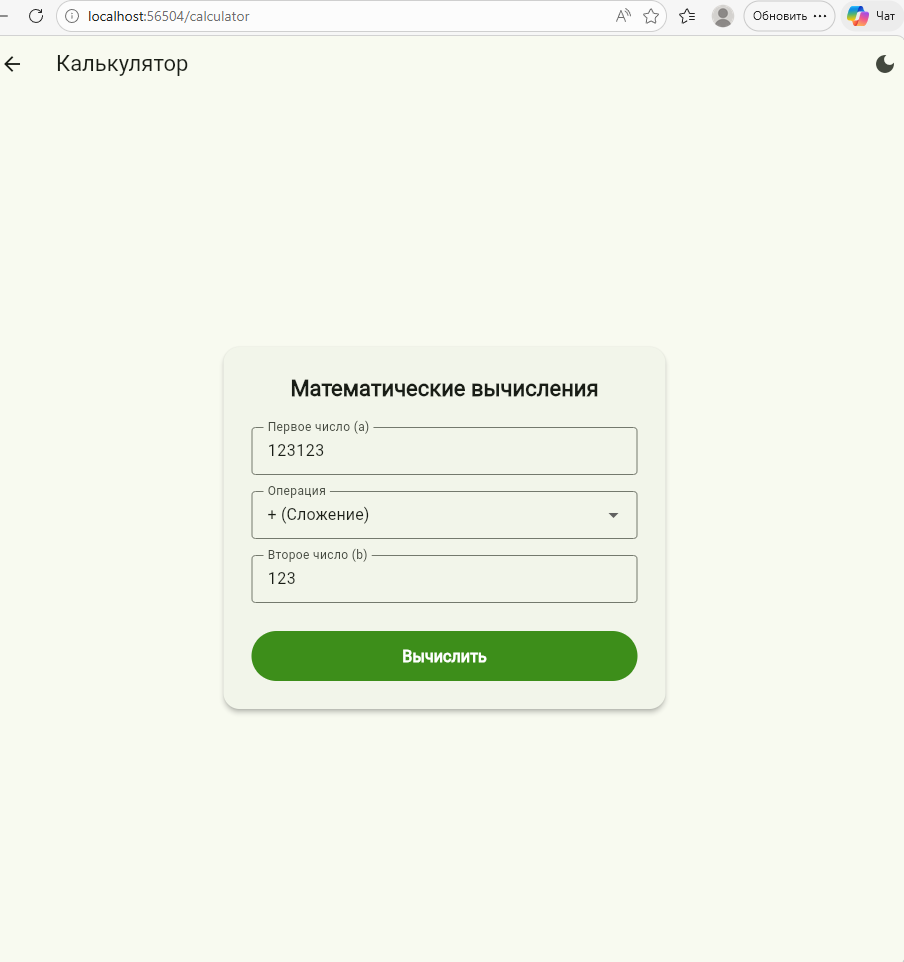 localhost:56504/calculator
Обновить ...
Чат
Калькулятор
Математические вычисления
Первое число (a)
123123
Операция
+ (Сложение)
Второе число (b)
123
Вычислить